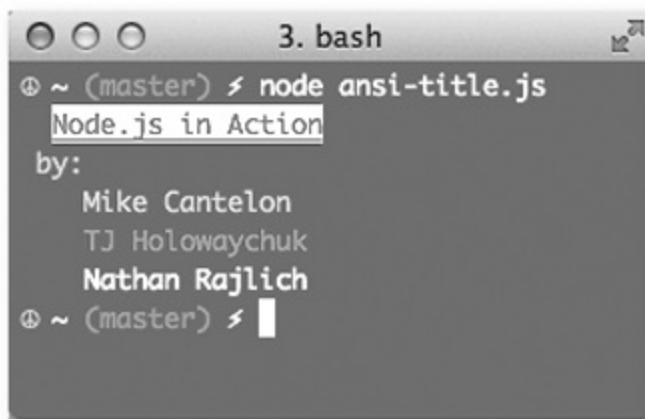 3. bash
☮ ~ (master) ⚡ node ansi-title.js
Node.js in Action
by:
Mike Cantelon
TJ Holowaychuk
Nathan Rajlich
☮ ~ (master) ⚡